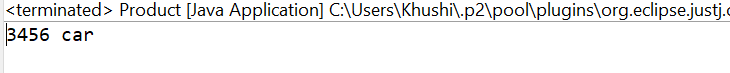 <terminated> Product [Java Application] C:\Users\Khushi\.p2\pool\plugins\org.eclipse.justj.
3456 car